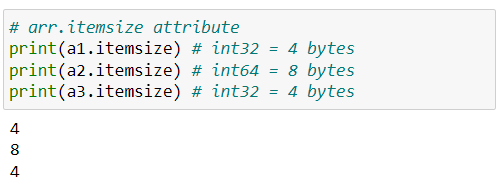 # arr.itemsize attribute
print(a1.itemsize) # int32 = 4 bytes
print(a2.itemsize) # int64 = 8 bytes
print(a3.itemsize) # int32 = 4 bytes
4
8
4